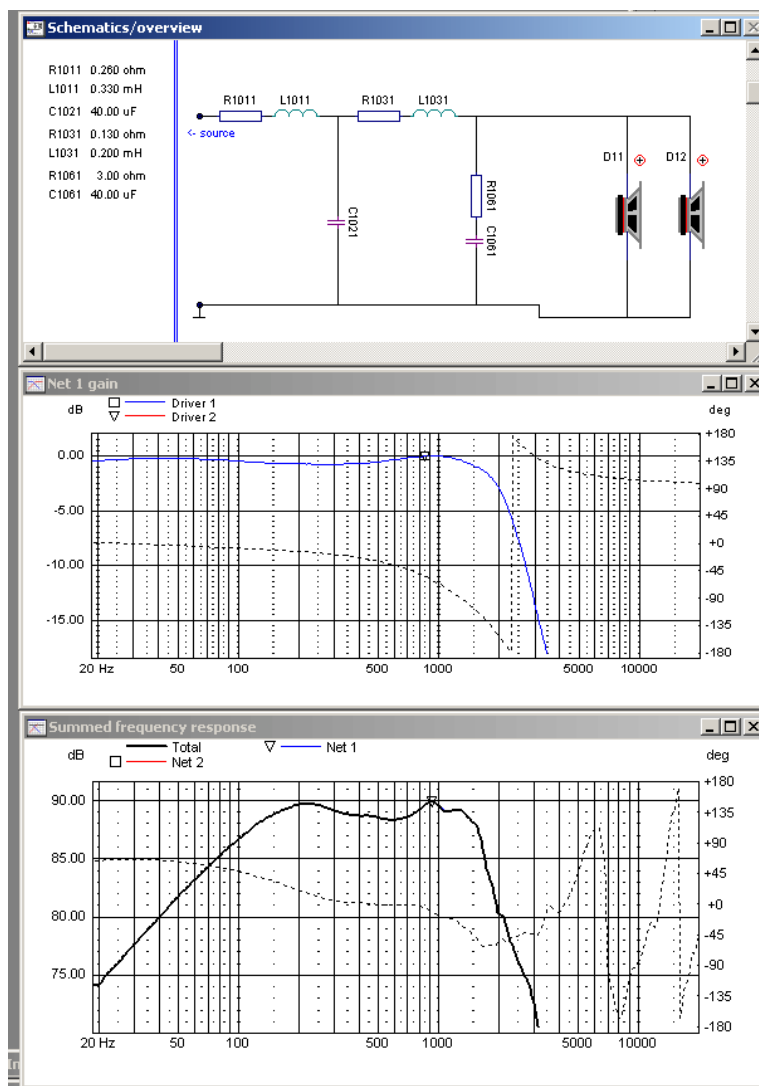 Schematics/overview
R1011 0.260 ohm
L1011 0.330 mH
C1021 40.00 uF
R1031 0.130 ohm
L1031 0.200 mH
R1061 3.00 ohm
C1061 40.00 uF
R1011 L1011 R1031 L1031
<- source
D11 D12
R1061
C1021
C1061
Net 1 gain
dB Driver 1 deg
Driver 2
+180
0.00 +135
+90
-5.00 +45
+0
-10.00 -45
-90
-15.00 -135
-180
20 Hz 50 100 500 1000 5000 10000
Summed frequency response
dB Total Net 1 deg
Net 2
+180
90.00 +135
+90
85.00 +45
+0
80.00 -45
-90
75.00 -135
-180
20 Hz 50 100 500 1000 5000 10000